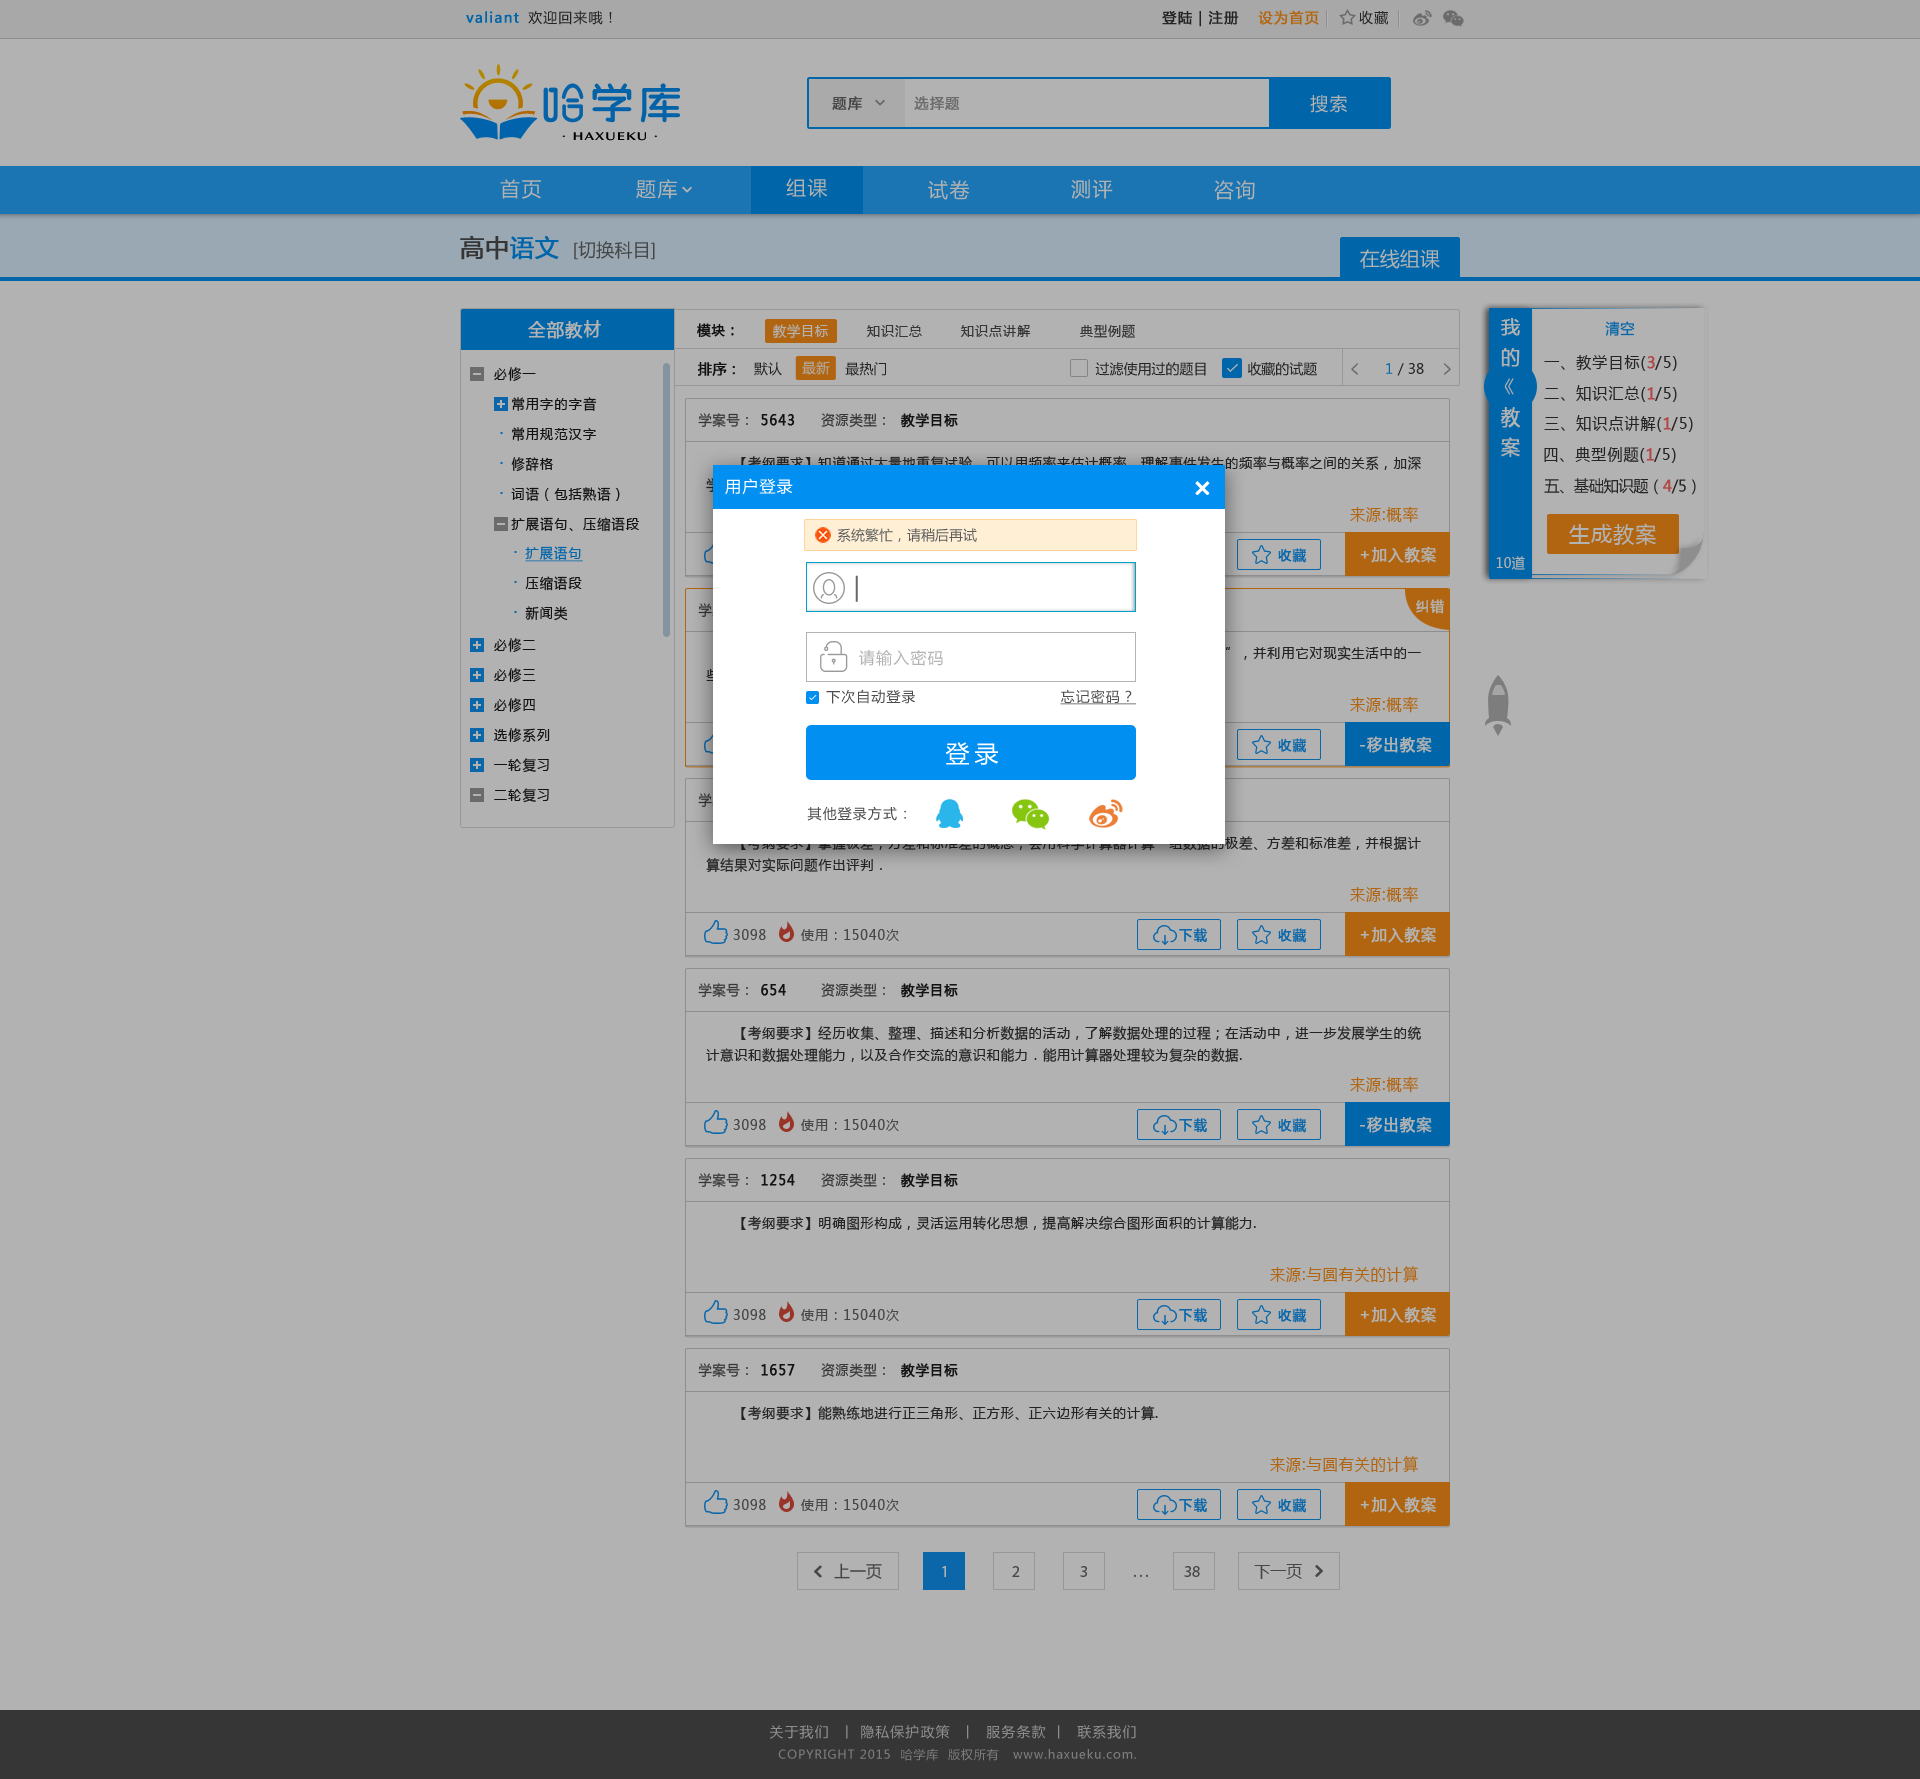 valiant 欢迎回来哦！
登陆 | 注册 设为首页 收藏
哈学库
· HAXUEKU ·
题库 选择题 搜索
首页 题库 组课 试卷 测评 咨询
高中语文 [切换科目]
在线组课
全部教材
必修一
常用字的字音
· 常用规范汉字
· 修辞格
· 词语（包括熟语）
扩展语句、压缩语段
· 扩展语句
· 压缩语段
· 新闻类
必修二
必修三
必修四
选修系列
一轮复习
二轮复习
模块： 教学目标 知识汇总 知识点讲解 典型例题
排序： 默认 最新 最热门 过滤使用过的题目 收藏的试题 1 / 38
学案号： 5643 资源类型： 教学目标
【考纲要求】知道通过大量地重复试验，可以用频率来估计概率，理解事件发生的频率与概率之间的关系，加深
来源:概率
收藏 +加入教案
纠错
”，并利用它对现实生活中的一
来源:概率
收藏 -移出教案
用户登录
系统繁忙，请稍后再试
请输入密码
下次自动登录 忘记密码？
登录
其他登录方式：
【考纲要求】掌握极差，方差和标准差的概念，会用科学计算器计算一组数据的极差、方差和标准差，并根据计
算结果对实际问题作出评判．
来源:概率
3098 使用：15040次 下载 收藏 +加入教案
学案号： 654 资源类型： 教学目标
【考纲要求】经历收集、整理、描述和分析数据的活动，了解数据处理的过程；在活动中，进一步发展学生的统
计意识和数据处理能力，以及合作交流的意识和能力．能用计算器处理较为复杂的数据.
来源:概率
3098 使用：15040次 下载 收藏 -移出教案
学案号： 1254 资源类型： 教学目标
【考纲要求】明确图形构成，灵活运用转化思想，提高解决综合图形面积的计算能力.
来源:与圆有关的计算
3098 使用：15040次 下载 收藏 +加入教案
学案号： 1657 资源类型： 教学目标
【考纲要求】能熟练地进行正三角形、正方形、正六边形有关的计算.
来源:与圆有关的计算
3098 使用：15040次 下载 收藏 +加入教案
上一页 1 2 3 ... 38 下一页
我的《教案
10道
清空
一、教学目标(3/5)
二、知识汇总(1/5)
三、知识点讲解(1/5)
四、典型例题(1/5)
五、基础知识题（4/5）
生成教案
关于我们 | 隐私保护政策 | 服务条款 | 联系我们
COPYRIGHT 2015 哈学库 版权所有 www.haxueku.com.